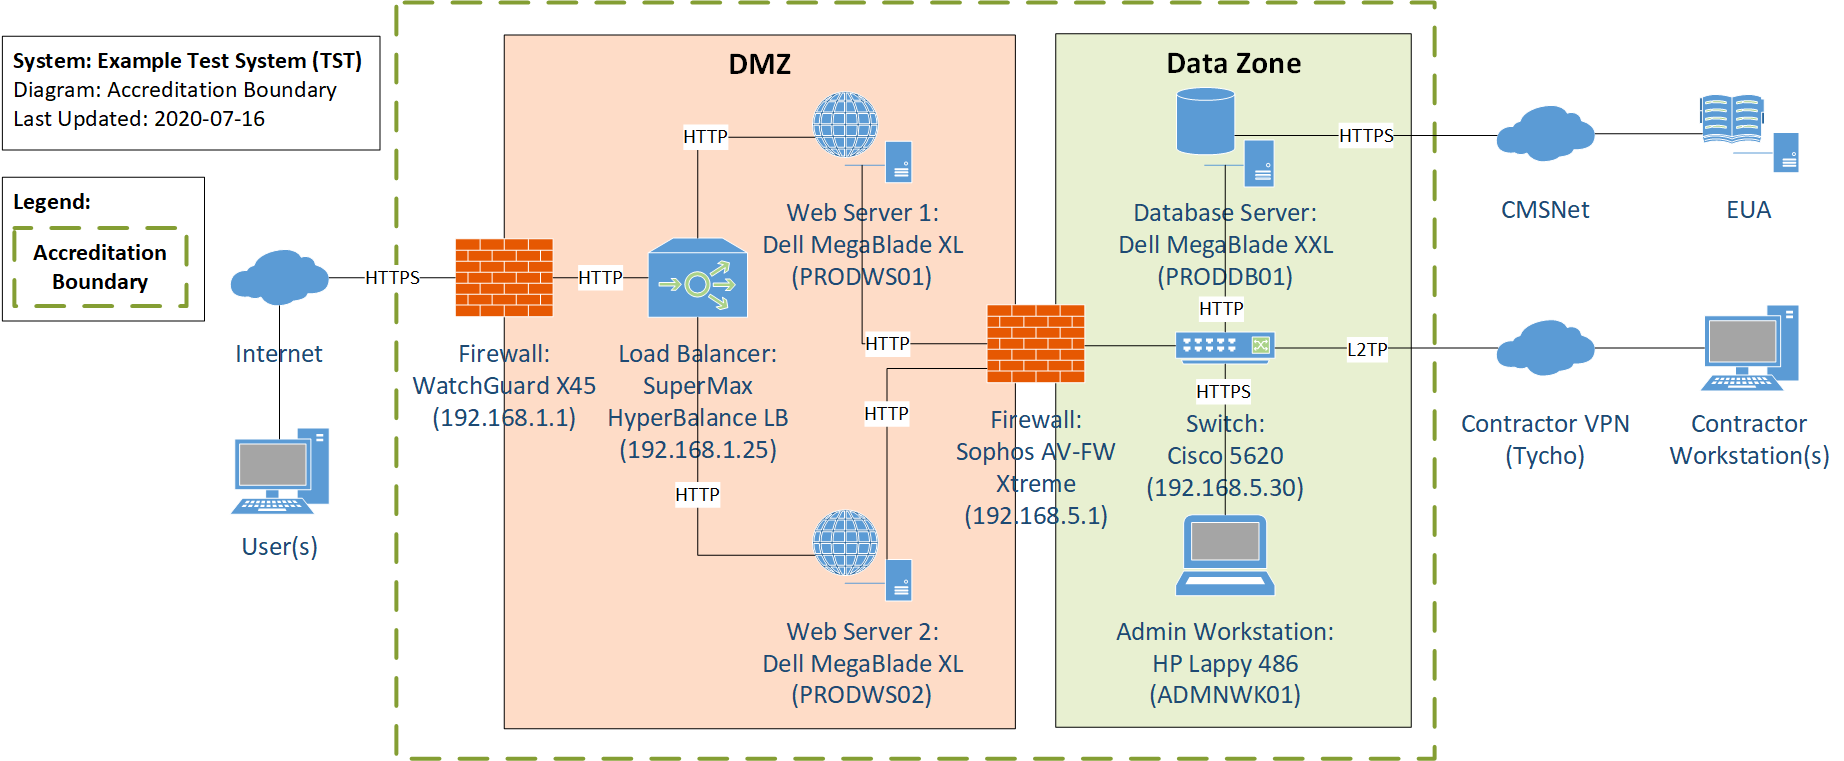 System: Example Test System (TST)
Diagram: Accreditation Boundary
Last Updated: 2020-07-16
Legend:
Accreditation
Boundary
Internet
User(s)
HTTPS
Firewall:
WatchGuard X45
(192.168.1.1)
HTTP
DMZ
Load Balancer:
SuperMax
HyperBalance LB
(192.168.1.25)
HTTP
HTTP
Web Server 1:
Dell MegaBlade XL
(PRODWS01)
HTTP
HTTP
Web Server 2:
Dell MegaBlade XL
(PRODWS02)
Firewall:
Sophos AV-FW
Xtreme
(192.168.5.1)
Data Zone
Database Server:
Dell MegaBlade XXL
(PRODDB01)
HTTP
HTTPS
Switch:
Cisco 5620
(192.168.5.30)
Admin Workstation:
HP Lappy 486
(ADMNWK01)
HTTPS
CMSNet
EUA
L2TP
Contractor VPN
(Tycho)
Contractor
Workstation(s)